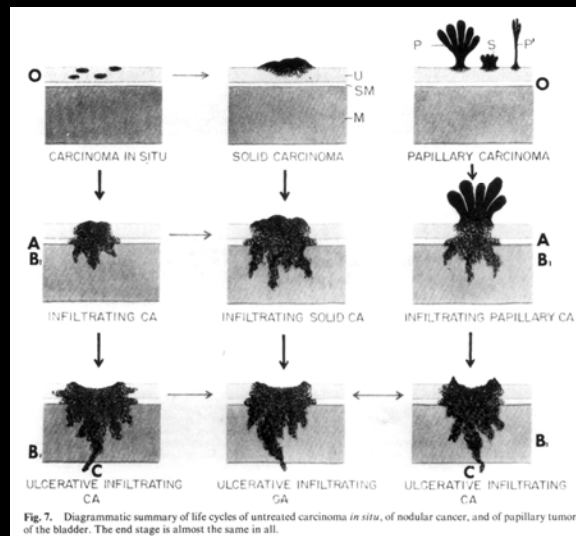 P S P'
O U O
SM
M
CARCINOMA IN SITU SOLID CARCINOMA PAPILLARY CARCINOMA
A A
B₁ B₁
INFILTRATING CA INFILTRATING SOLID CA INFILTRATING PAPILLARY CA
C C
ULCERATIVE INFILTRATING ULCERATIVE INFILTRATING ULCERATIVE INFILTRATING
CA CA CA
Fig. 7. Diagrammatic summary of life cycles of untreated carcinoma in situ, of nodular cancer, and of papillary tumor
of the bladder. The end stage is almost the same in all.